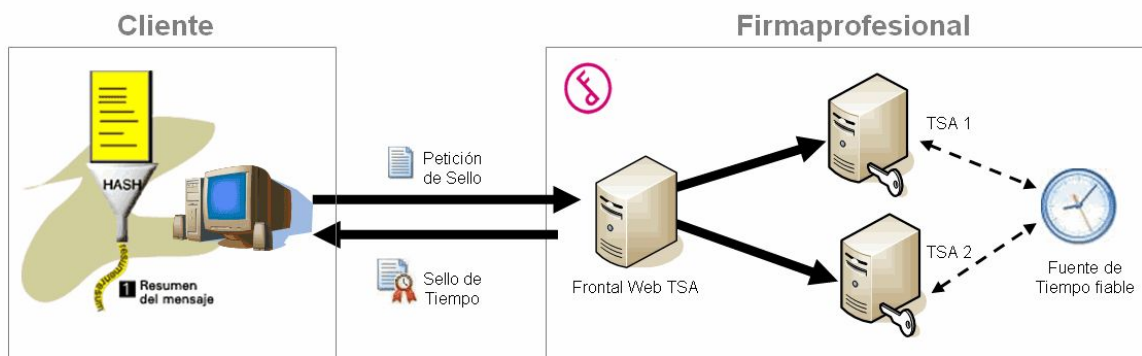 Cliente
Firmaprofesional
HASH
1 Resumen
del mensaje
Petición
de Sello
Sello de
Tiempo
Frontal Web TSA
TSA 1
TSA 2
Fuente de
Tiempo fiable